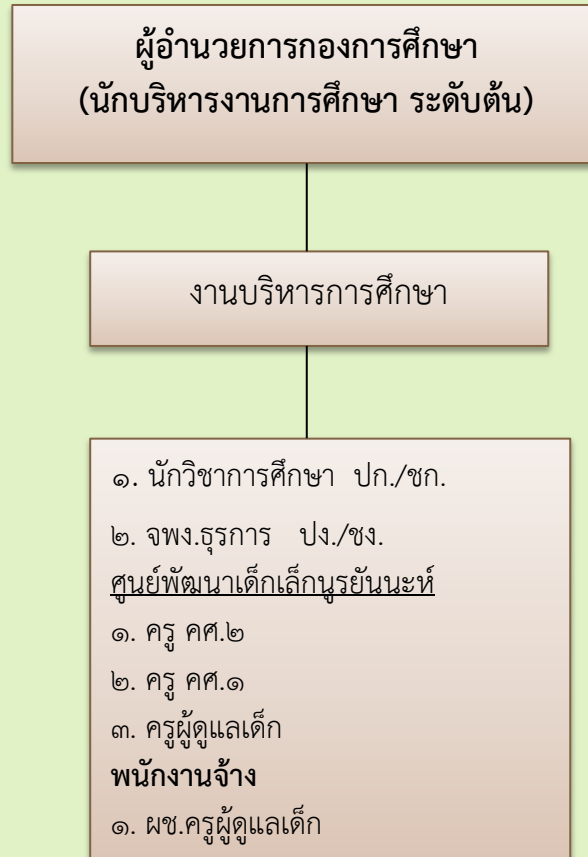 ผู้อำนวยการกองการศึกษา
(นักบริหารงานการศึกษา ระดับต้น)
งานบริหารการศึกษา
๑. นักวิชาการศึกษา ปก./ชก.
๒. จพง.ธุรการ ปง./ชง.
ศูนย์พัฒนาเด็กเล็กนูรยันนะห์
๑. ครู คศ.๒
๒. ครู คศ.๑
๓. ครูผู้ดูแลเด็ก
พนักงานจ้าง
๑. ผช.ครูผู้ดูแลเด็ก